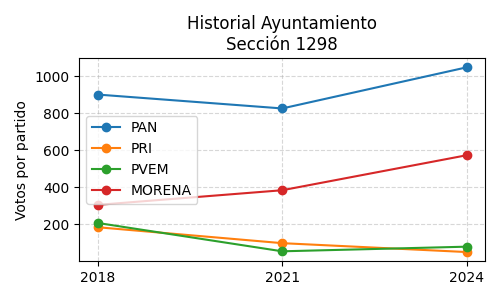 Historial Ayuntamiento
Sección 1298
Votos por partido
1000
800
600
400
200
PAN
PRI
PVEM
MORENA
2018
2021
2024